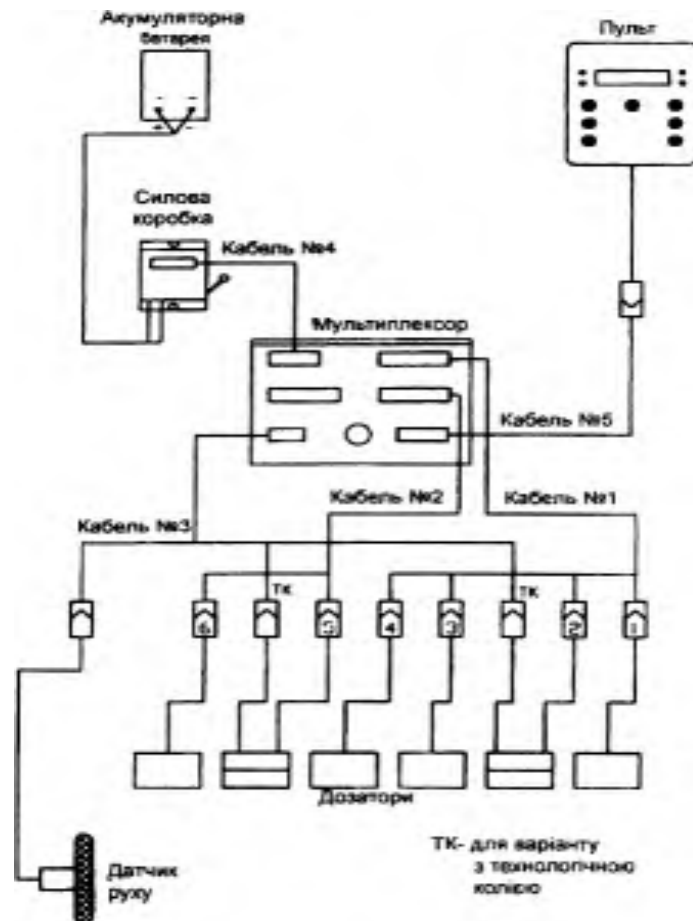 Акумуляторна
батарея
Пульт
Силова
коробка
Кабель №4
Мультиплексор
Кабель №5
Кабель №2
Кабель №1
Кабель №3
ТК
ТК
6
5
4
3
2
1
Дозатори
Датчик
руху
ТК- для варіанту
з технологічною
колією